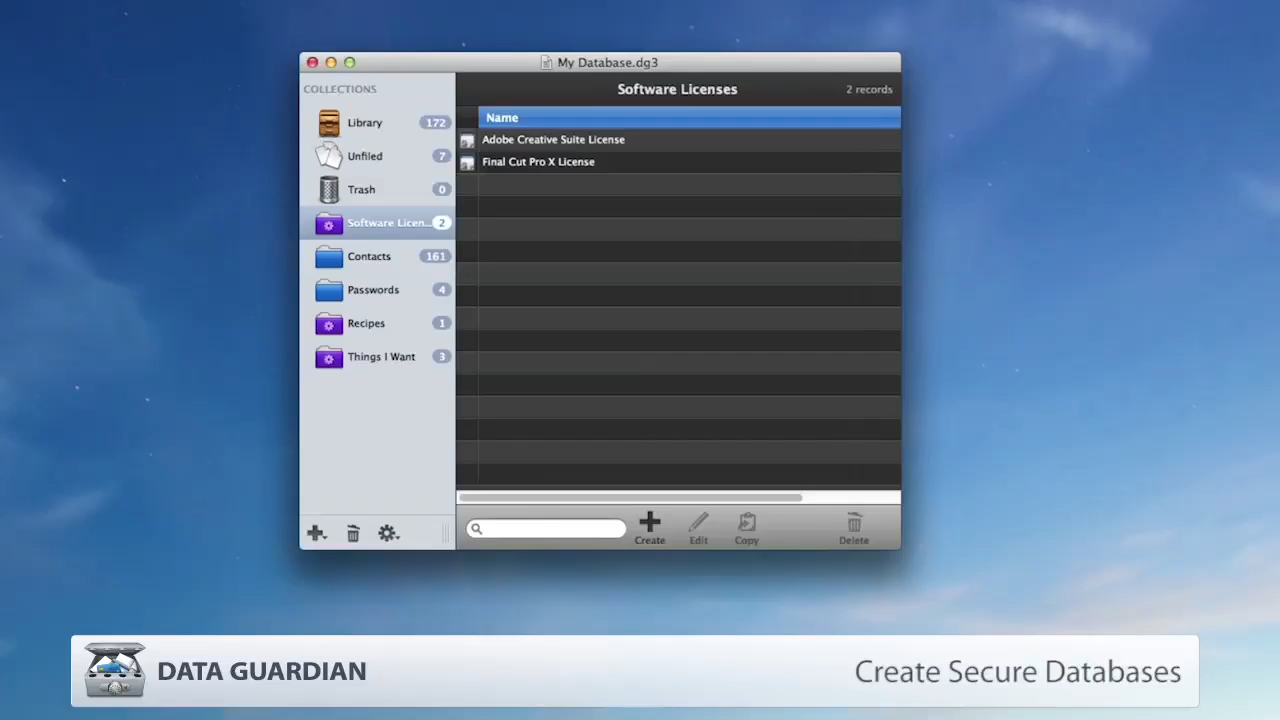 My Database.dg3
COLLECTIONS
Library 172
Unfiled 7
Trash 0
Software Licen... 2
Contacts 161
Passwords 4
Recipes 1
Things I Want 3
Software Licenses 2 records
Name
Adobe Creative Suite License
Final Cut Pro X License
Create Edit Copy Delete
DATA GUARDIAN Create Secure Databases